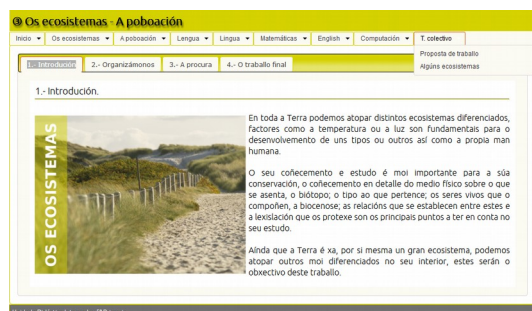 Os ecosistemas - A poboación
Inicio Os ecosistemas A poboación Lengua Lingua Matemáticas English Computación T. colectivo
Proposta de traballo
Algúns ecosistemas
1.- Introdución 2.- Organizámonos 3.- A procura 4.- O traballo final
1.- Introdución.
OS ECOSISTEMAS
En toda a Terra podemos atopar distintos ecosistemas diferenciados,
factores como a temperatura ou a luz son fundamentais para o
desenvolvemento de uns tipos ou outros así como a propia man
humana.
O seu coñecemento e estudo é moi importante para a súa
conservación, o coñecemento en detalle do medio físico sobre o que
se asenta, o biótopo; o tipo ao que pertence; os seres vivos que o
compoñen, a biocenose; as relacións que se establecen entre estes e
a lexislación que os protexe son os principais puntos a ter en conta no
seu estudo.
Aínda que a Terra é xa, por si mesma un gran ecosistema, podemos
atopar outros moi diferenciados no seu interior, estes serán o
obxectivo deste traballo.